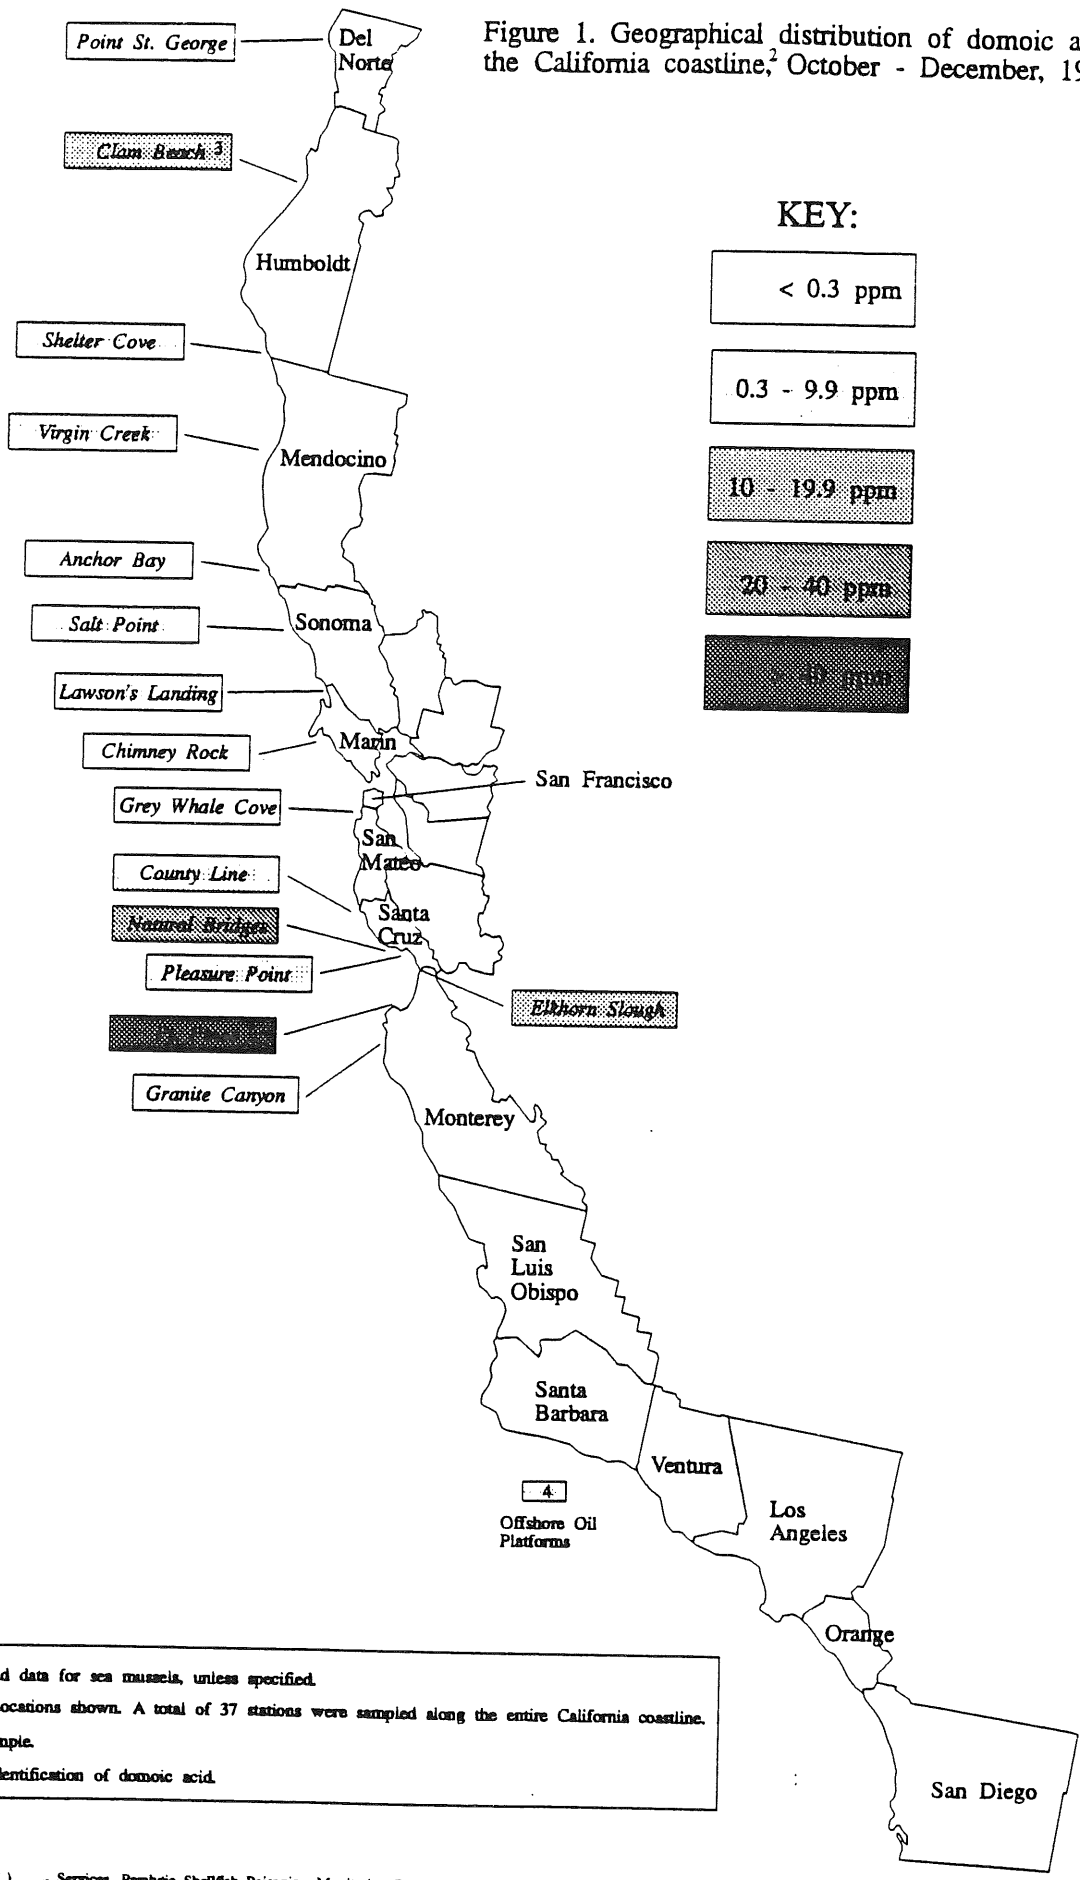 Figure 1. Geographical distribution of domoic a
the California coastline,2 October - December, 19
Point St. George
Del
Norte
Clam Beach 3
KEY:
< 0.3 ppm
0.3 - 9.9 ppm
10 - 19.9 ppm
20 - 40 ppm
> 40 ppm
Humboldt
Shelter Cove
Virgin Creek
Mendocino
Anchor Bay
Salt Point
Sonoma
Lawson's Landing
Chimney Rock
Marin
San Francisco
Grey Whale Cove
San
Mateo
County Line
Santa
Cruz
Natural Bridges
Pleasure Point
Elkhorn Slough
Granite Canyon
Monterey
San
Luis
Obispo
Santa
Barbara
Ventura
4
Offshore Oil
Platforms
Los
Angeles
Orange
San Diego
d data for sea mussels, unless specified.
ocations shown. A total of 37 stations were sampled along the entire California coastline.
mple.
dentification of domoic acid.